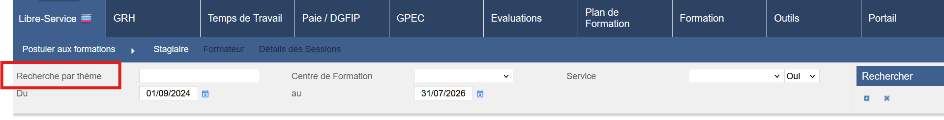 Libre-Service GRH Temps de Travail Paie / DGFIP GPEC Evaluations Plan de Formation Formation Outils Portail
Postuler aux formations Stagiaire Formateur Détails des Sessions
Recherche par thème Centre de Formation Service Oui Rechercher
Du 01/09/2024 au 31/07/2026